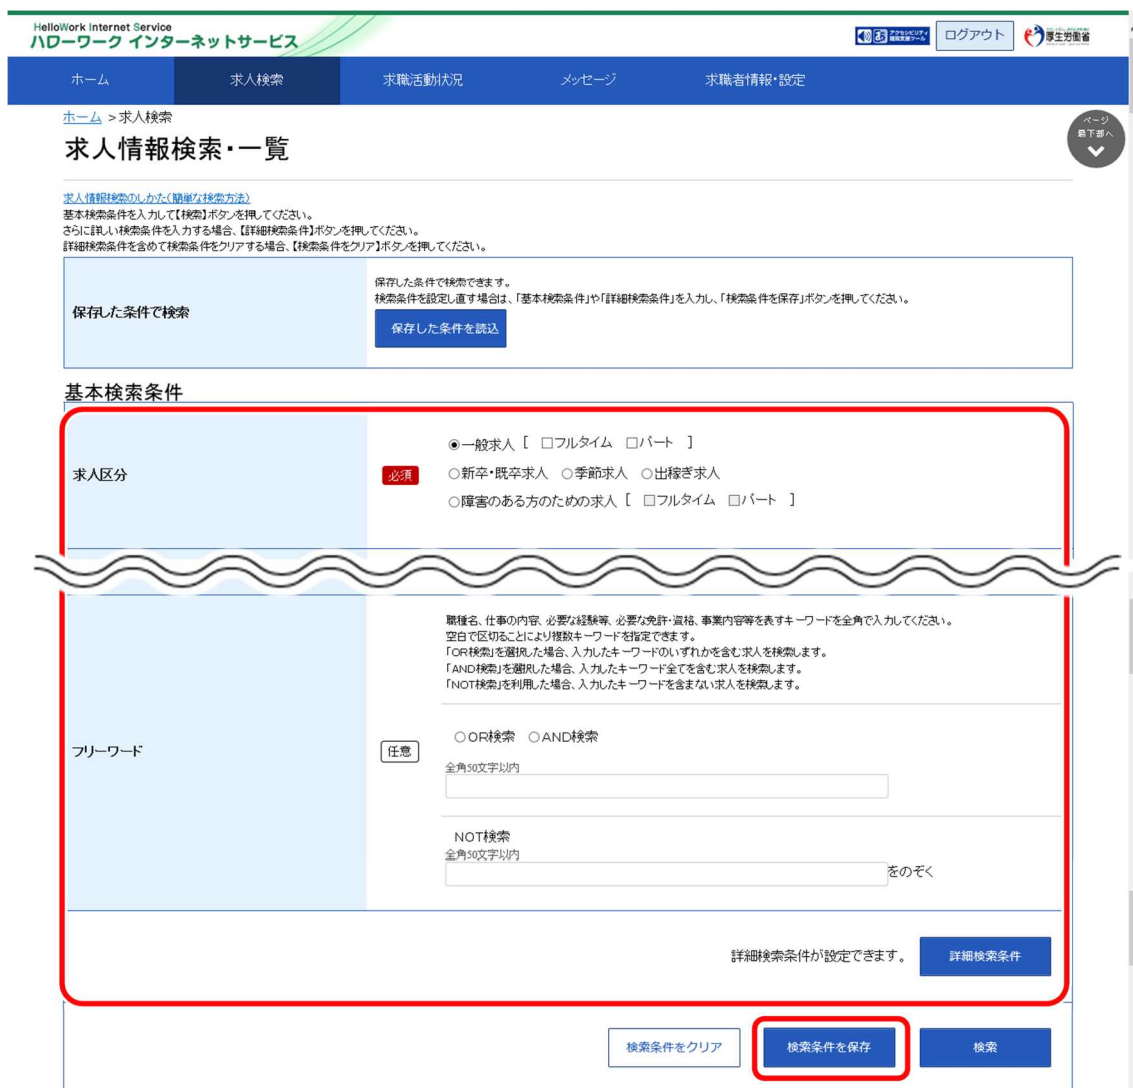 HelloWork Internet Service
ハローワーク インターネットサービス
アクセシビリティ
閲覧支援ツール
ログアウト
厚生労働省
ホーム 求人検索 求職活動状況 メッセージ 求職者情報・設定
ホーム >求人検索
ページ
最下部へ
求人情報検索・一覧
求人情報検索のしかた(簡単な検索方法)
基本検索条件を入力して【検索】ボタンを押してください。
さらに詳しい検索条件を入力する場合、【詳細検索条件】ボタンを押してください。
詳細検索条件を含めて検索条件をクリアする場合、【検索条件をクリア】ボタンを押してください。
保存した条件で検索
保存した条件で検索できます。
検索条件を設定し直す場合は、「基本検索条件」や「詳細検索条件」を入力し、「検索条件を保存」ボタンを押してください。
保存した条件を読込
基本検索条件
求人区分
必須
一般求人 [ フルタイム パート ]
新卒・既卒求人 季節求人 出稼ぎ求人
障害のある方のための求人 [ フルタイム パート ]
フリーワード
任意
職種名、仕事の内容、必要な経験等、必要な免許・資格、事業内容等を表すキーワードを全角で入力してください。
空白で区切ることにより複数キーワードを指定できます。
「OR検索」を選択した場合、入力したキーワードのいずれかを含む求人を検索します。
「AND検索」を選択した場合、入力したキーワード全てを含む求人を検索します。
「NOT検索」を利用した場合、入力したキーワードを含まない求人を検索します。
OR検索 AND検索
全角50文字以内
NOT検索
全角50文字以内
をのぞく
詳細検索条件が設定できます。 詳細検索条件
検索条件をクリア 検索条件を保存 検索